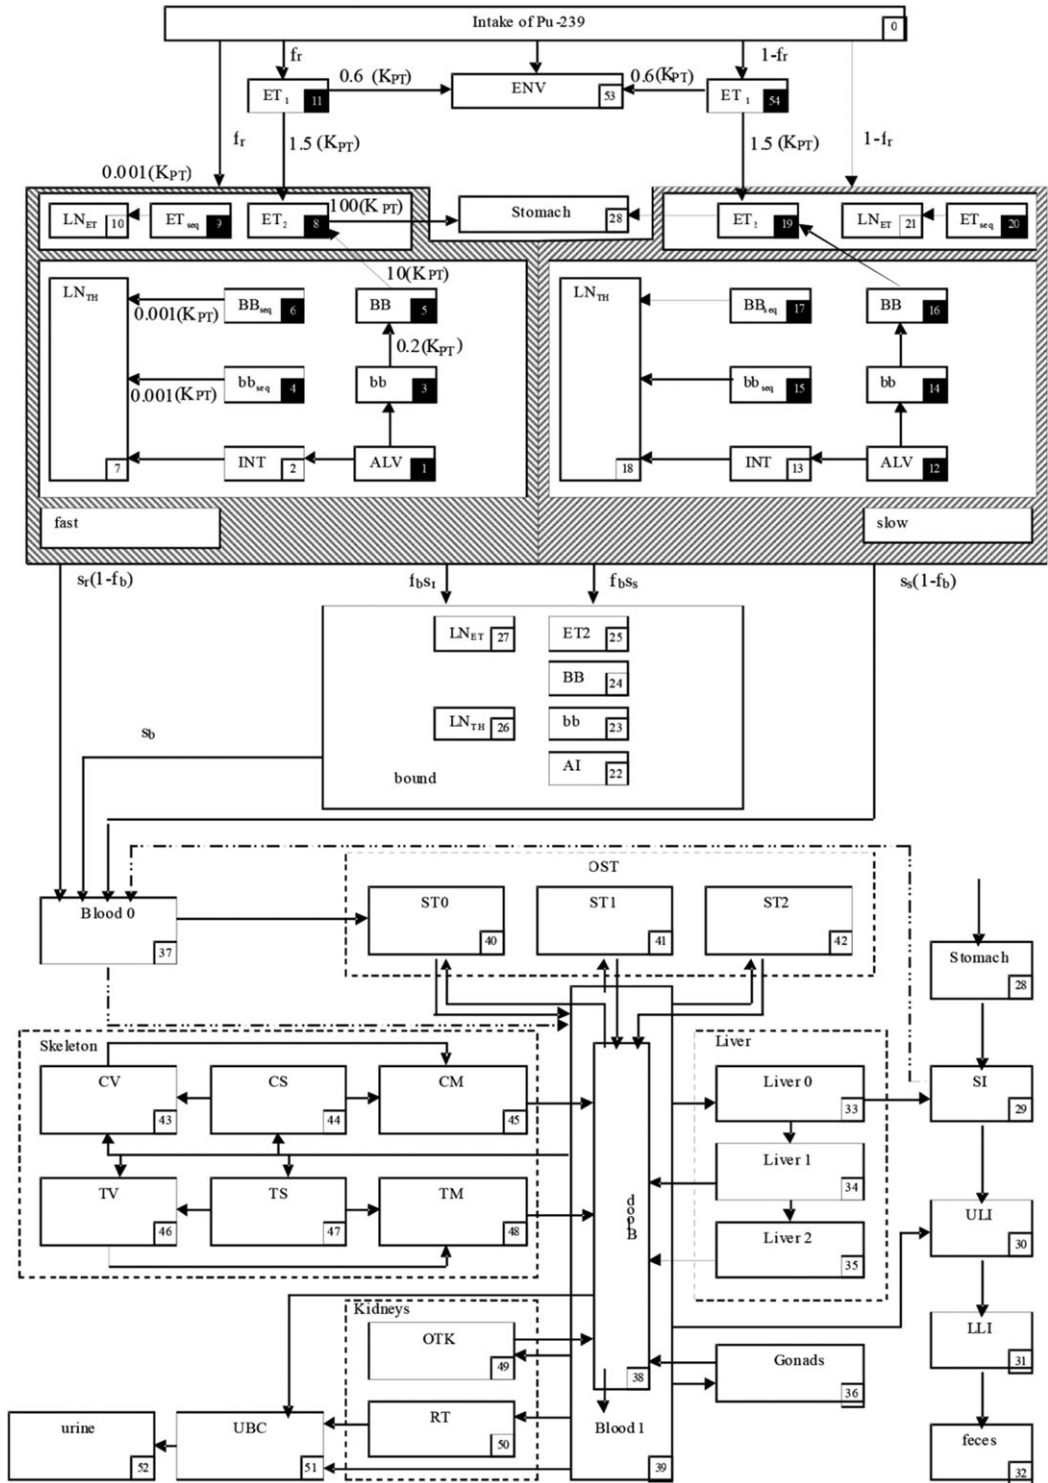 Intake of Pu-239
0
fr
1-fr
0.6 (KPT)
ENV
53
0.6(KPT)
ET1
11
ET1
54
fr
1.5 (KPT)
1.5 (KPT)
1-fr
0.001(KPT)
LNET
10
ETseq
9
ET2
8
100(KPT)
Stomach
28
ET2
19
LNET
21
ETseq
20
10(KPT)
LNTH
BBseq
6
BB
5
LNTH
BBseq
17
BB
16
0.001(KPT)
0.2(KPT)
bbseq
4
bb
3
bbseq
15
bb
14
0.001(KPT)
7
INT
2
ALV
1
18
INT
13
ALV
12
fast
slow
sr(1-fb)
fbsr
fbss
ss(1-fb)
LNET
27
ET2
25
BB
24
LNTH
26
bb
23
sb
bound
AI
22
OST
Blood 0
37
ST0
40
ST1
41
ST2
42
Stomach
28
Skeleton
Liver
CV
43
CS
44
CM
45
Liver 0
33
SI
29
Liver 1
34
TV
46
TS
47
TM
48
Blood
Liver 2
35
ULI
30
Kidneys
OTK
49
38
Gonads
36
LLI
31
urine
52
UBC
51
RT
50
Blood 1
39
feces
32